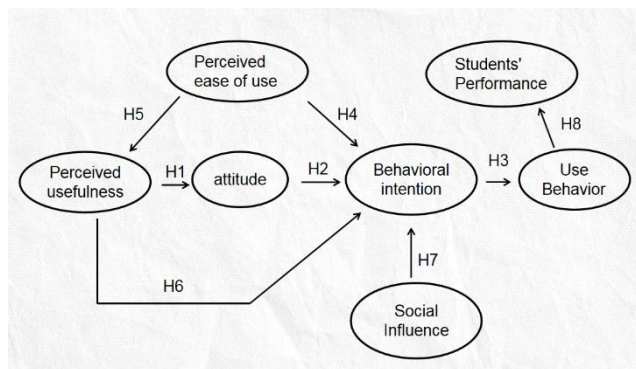 Perceived
ease of use
Students'
Performance
H5
H4
H8
Perceived
usefulness
H1
attitude
H2
Behavioral
intention
H3
Use
Behavior
H6
H7
Social
Influence